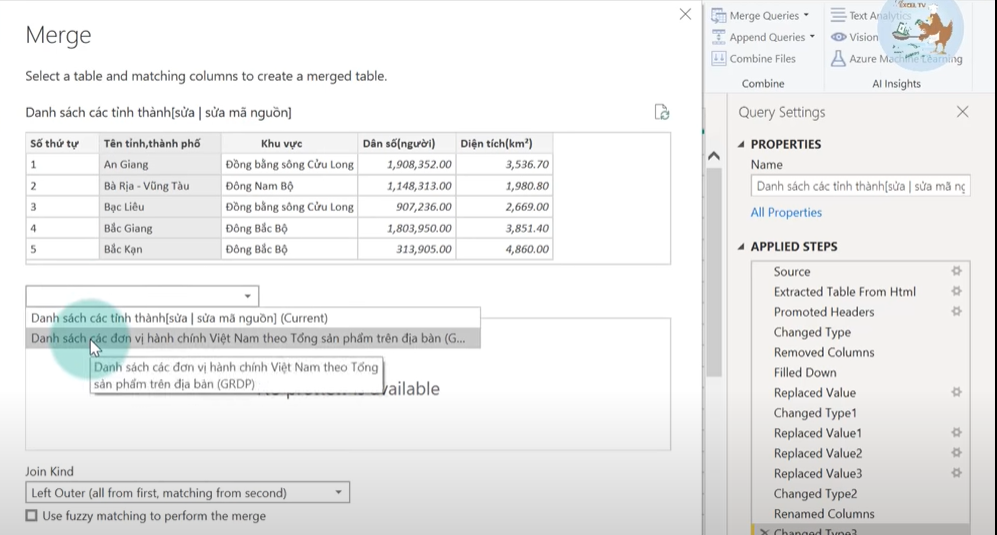 Merge
Select a table and matching columns to create a merged table.
Danh sách các tỉnh thành[sửa | sửa mã nguồn]
Số thứ tự Tên tỉnh,thành phố Khu vực Dân số(người) Diện tích(km²)
1 An Giang Đồng bằng sông Cửu Long 1,908,352.00 3,536.70
2 Bà Rịa - Vũng Tàu Đông Nam Bộ 1,148,313.00 1,980.80
3 Bạc Liêu Đồng bằng sông Cửu Long 907,236.00 2,669.00
4 Bắc Giang Đông Bắc Bộ 1,803,950.00 3,851.40
5 Bắc Kạn Đông Bắc Bộ 313,905.00 4,860.00
Danh sách các tỉnh thành[sửa | sửa mã nguồn] (Current)
Danh sách các đơn vị hành chính Việt Nam theo Tổng sản phẩm trên địa bàn (G...
Danh sách các đơn vị hành chính Việt Nam theo Tổng
sản phẩm trên địa bàn (GRDP)
Join Kind
Left Outer (all from first, matching from second)
Use fuzzy matching to perform the merge
Merge Queries
Append Queries
Combine Files
Combine
Text Analytics
Vision
Azure Machine Learning
AI Insights
EXCEL TV
Query Settings
PROPERTIES
Name
Danh sách các tỉnh thành[sửa | sửa mã
All Properties
APPLIED STEPS
Source
Extracted Table From Html
Promoted Headers
Changed Type
Removed Columns
Filled Down
Replaced Value
Changed Type1
Replaced Value1
Replaced Value2
Replaced Value3
Changed Type2
Renamed Columns
Changed Type3